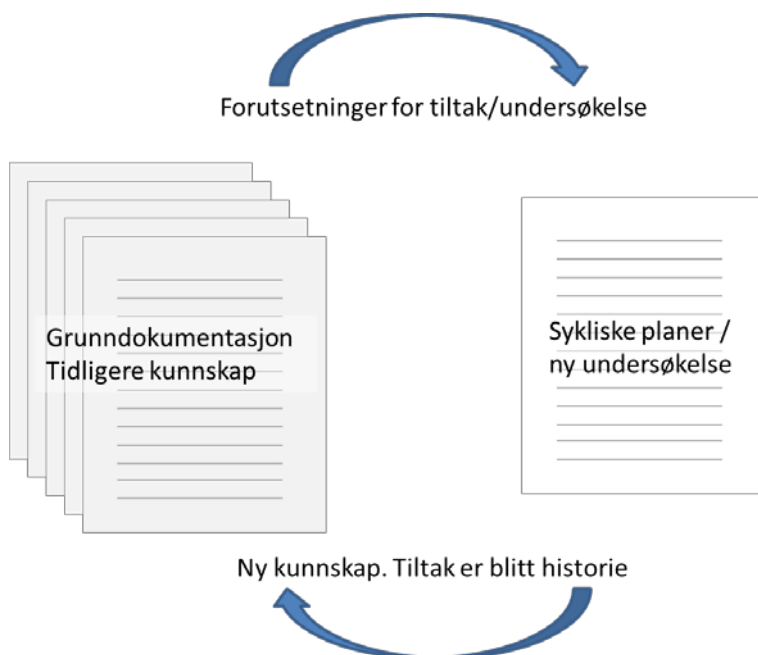 Forutsetninger for tiltak/undersøkelse
Grunndokumentasjon
Tidligere kunnskap
Sykliske planer /
ny undersøkelse
Ny kunnskap. Tiltak er blitt historie